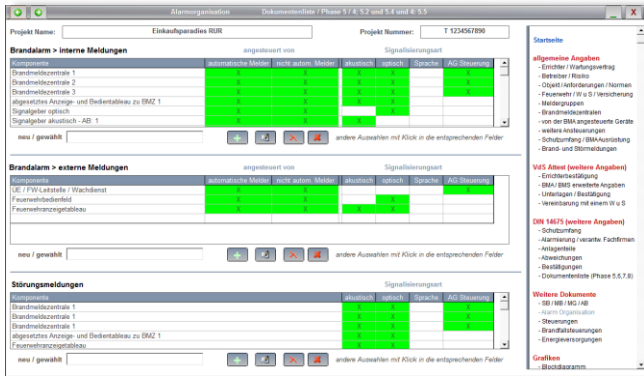 Alarmorganisation Dokumentenliste / Phase 5 / 4; 5.2 und 5.4 und 4: 5.5
X
Projekt Name: Einkaufsparadies RUR Projekt Nummer: T 1234567890
Brandalarm > interne Meldungen angesteuert von Signalisierungsart
Komponente automatische Melder nicht autom. Melder akustisch optisch Sprache AG Steuerung
Brandmeldezentrale 1 X X X X X
Brandmeldezentrale 2 X X X X X
Brandmeldezentrale 3 X X X X X
abgesetztes Anzeige- und Bedientableau zu BMZ 1 X X X X
Signalgeber optisch X X X
Signalgeber akustisch - AB: 1 X X X
neu / gewählt andere Auswahlen mit Klick in die entsprechenden Felder
Brandalarm > externe Meldungen angesteuert von Signalisierungsart
Komponente automatische Melder nicht autom. Melder akustisch optisch Sprache AG Steuerung
ÜE / FW-Leitstelle / Wachdienst X X X
Feuerwehrbedienfeld X X X
Feuerwehranzeigetableau X X X X
neu / gewählt andere Auswahlen mit Klick in die entsprechenden Felder
Störungsmeldungen Signalisierungsart
Komponente akustisch optisch Sprache AG Steuerung
Brandmeldezentrale 1 X X X
Brandmeldezentrale 1 X X X
Brandmeldezentrale 1 X X X
abgesetztes Anzeige- und Bedientableau zu BMZ 1 X X
Feuerwehranzeigetableau X X
neu / gewählt andere Auswahlen mit Klick in die entsprechenden Felder
Startseite
allgemeine Angaben
- Errichter / Wartungsvertrag
- Betreiber / Risiko
- Objekt / Anforderungen / Normen
- Feuerwehr / W u S / Versicherung
- Meldergruppen
- Brandmeldezentralen
- von der BMA angesteuerte Geräte
- weitere Ansteuerungen
- Schutzumfang / BMA Ausrüstung
- Brand- und Störmeldungen
VdS Attest (weitere Angaben)
- Errichterbestätigung
- BMA / BMS erweiterte Angaben
- Unterlagen / Bestätigung
- Vereinbarung mit einem W u S
DIN 14675 (weitere Angaben)
- Schutzumfang
- Alarmierung / verantw. Fachfirmen
- Anlagenteile
- Abweichungen
- Bestätigungen
- Dokumentenliste (Phase 5,6,7,8)
Weitere Dokumente
- SB / MB / MG / AB
- Alarm Organisation
- Steuerungen
- Brandfallsteuerungen
- Energieversorgungen
Grafiken
- Blockdiagramm